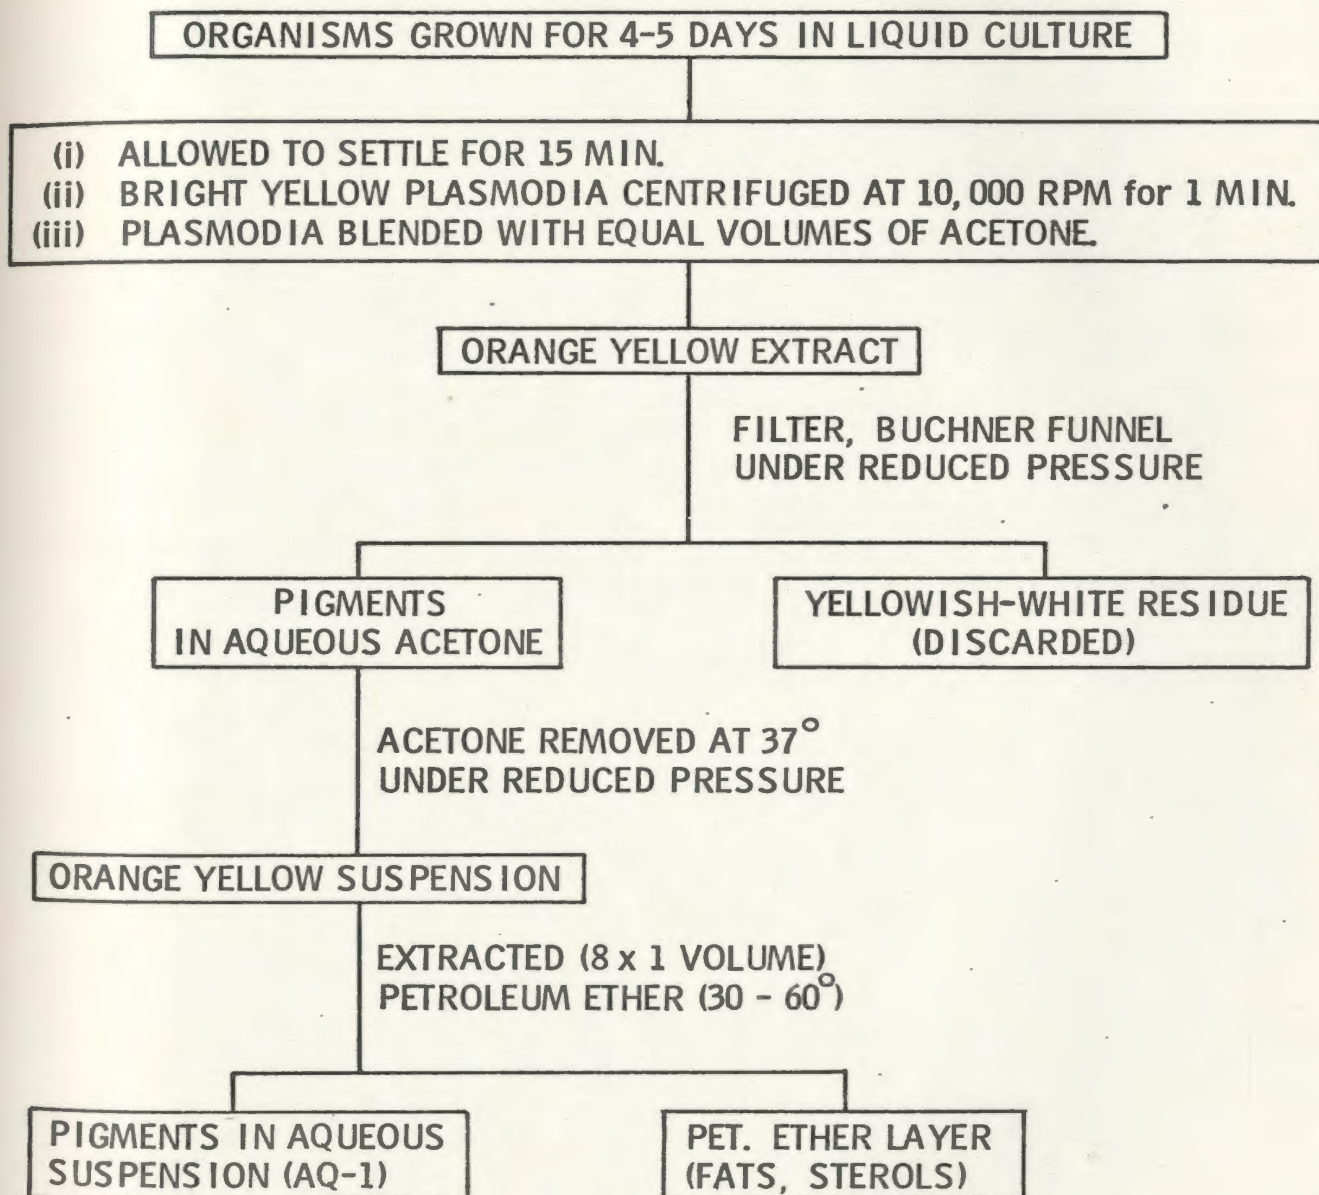 ORGANISMS GROWN FOR 4-5 DAYS IN LIQUID CULTURE
(i) ALLOWED TO SETTLE FOR 15 MIN.
(ii) BRIGHT YELLOW PLASMODIA CENTRIFUGED AT 10,000 RPM for 1 MIN.
(iii) PLASMODIA BLENDED WITH EQUAL VOLUMES OF ACETONE.
ORANGE YELLOW EXTRACT
FILTER, BUCHNER FUNNEL
UNDER REDUCED PRESSURE
PIGMENTS
IN AQUEOUS ACETONE
YELLOWISH-WHITE RESIDUE
(DISCARDED)
ACETONE REMOVED AT 37°
UNDER REDUCED PRESSURE
ORANGE YELLOW SUSPENSION
EXTRACTED (8 x 1 VOLUME)
PETROLEUM ETHER (30 - 60°)
PIGMENTS IN AQUEOUS
SUSPENSION (AQ-1)
PET. ETHER LAYER
(FATS, STEROLS)